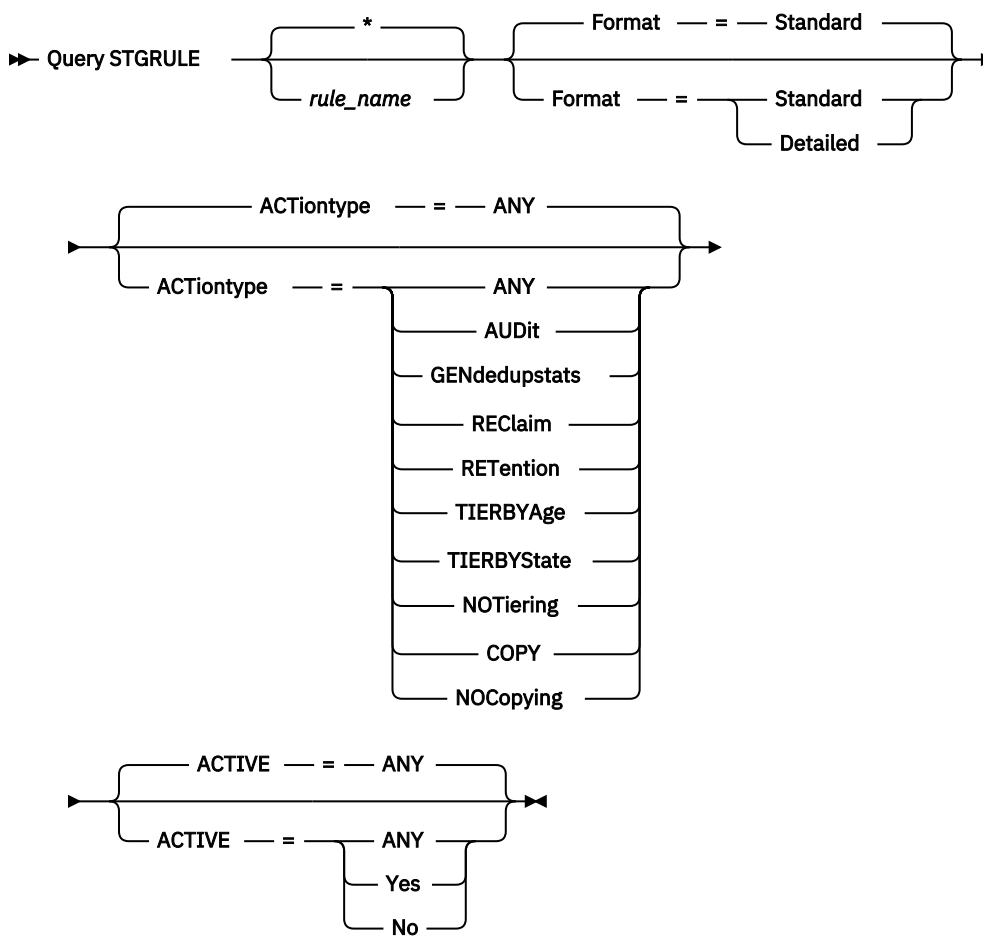 *
Format = Standard
Query STGRULE
rule_name
Format = Standard
Detailed
ACTiontype = ANY
ACTiontype = ANY
AUDit
GENdedupstats
REClaim
RETention
TIERBYAge
TIERBYState
NOTiering
COPY
NOCopying
ACTIVE = ANY
ACTIVE = ANY
Yes
No